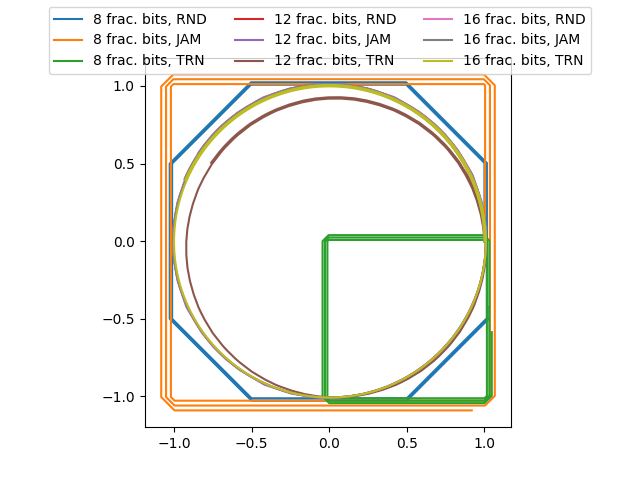 8 frac. bits, RND 12 frac. bits, RND 16 frac. bits, RND
8 frac. bits, JAM 12 frac. bits, JAM 16 frac. bits, JAM
8 frac. bits, TRN 12 frac. bits, TRN 16 frac. bits, TRN
1.0
0.5
0.0
−0.5
−1.0
−1.0 −0.5 0.0 0.5 1.0